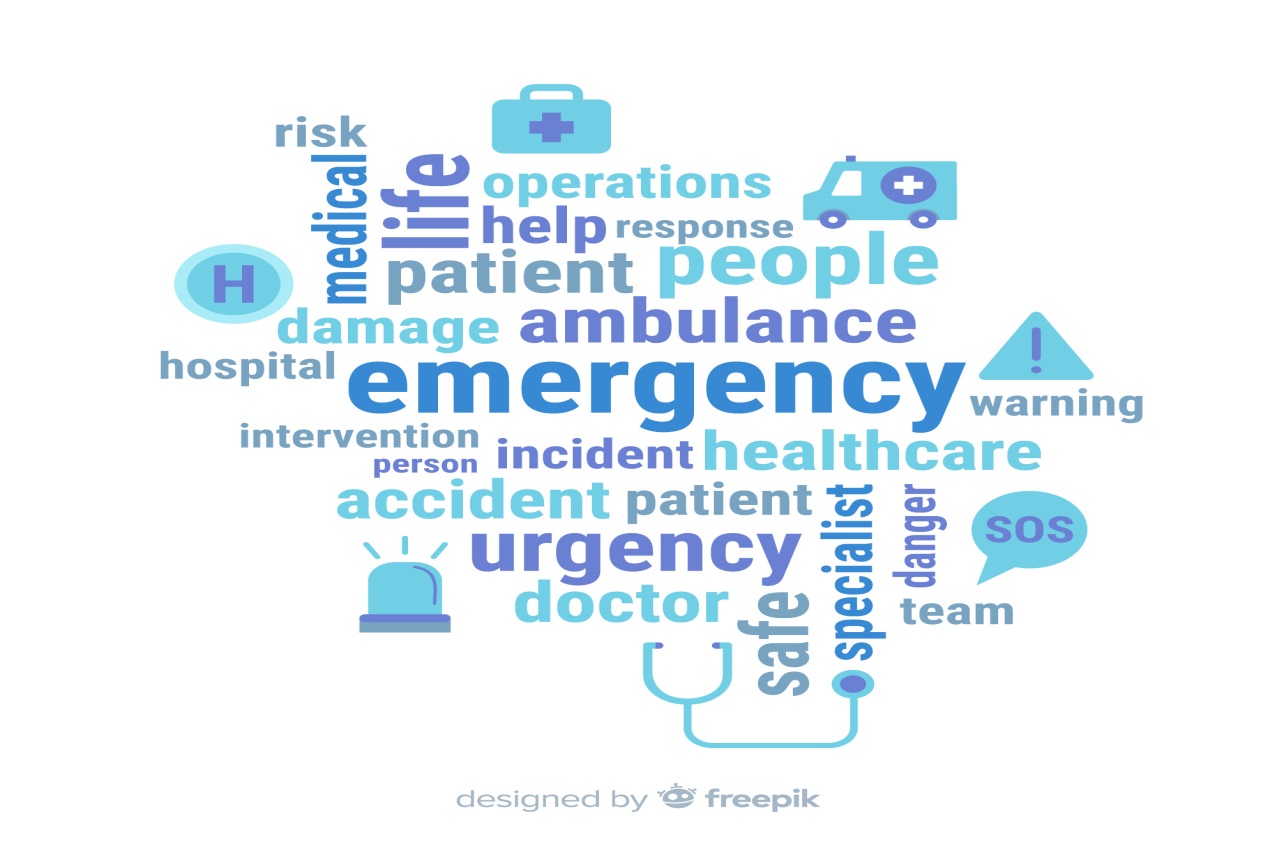 risk
medical
life
operations
help
response
patient
people
H
damage
ambulance
hospital
emergency
!
warning
intervention
person
incident
healthcare
accident
patient
specialist
danger
SOS
urgency
doctor
safe
team
designed by freepik